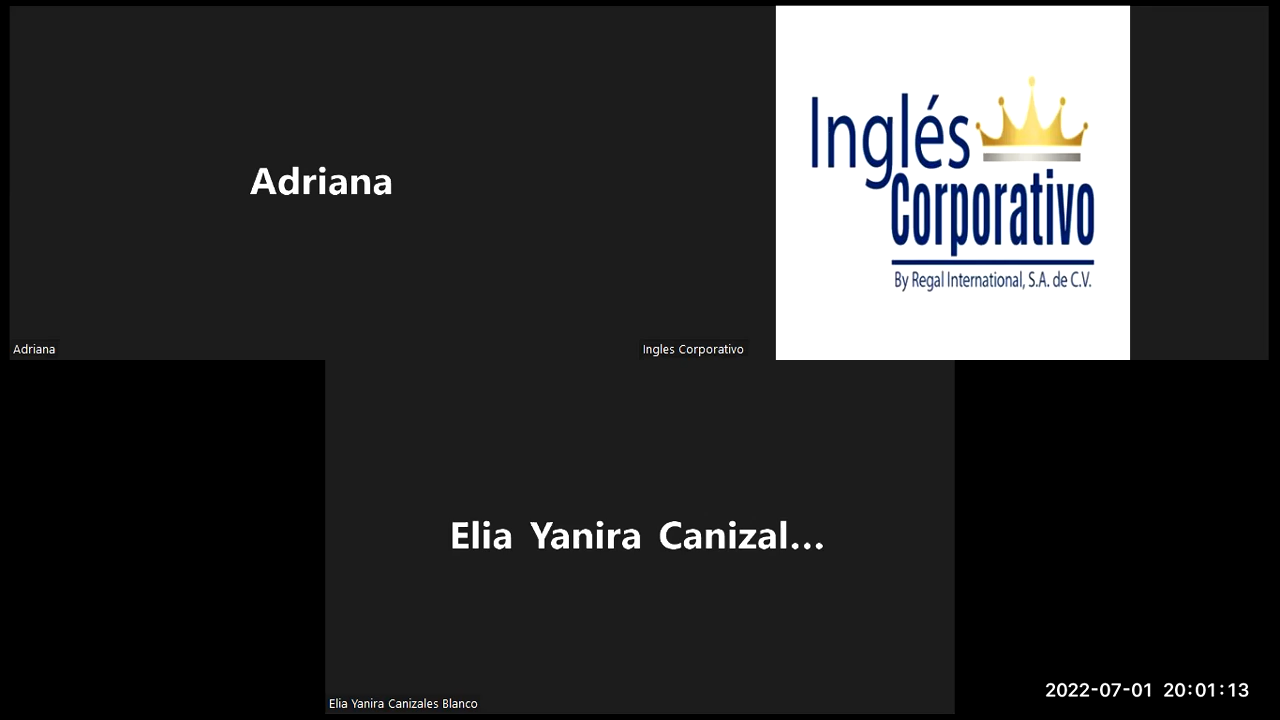 Adriana
Inglés
Corporativo
By Regal International, S.A. de C.V.
Adriana
Ingles Corporativo
Elia Yanira Canizal...
Elia Yanira Canizales Blanco
2022-07-01 20:01:13